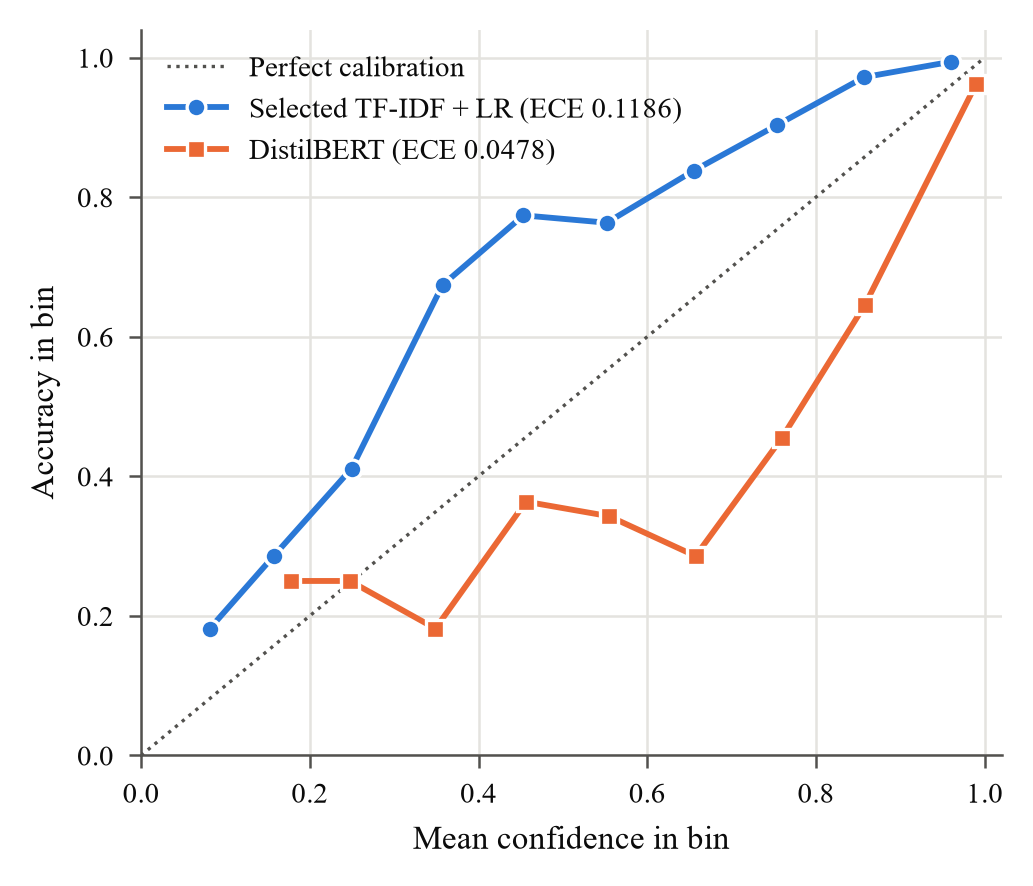 Perfect calibration
Selected TF-IDF + LR (ECE 0.1186)
DistilBERT (ECE 0.0478)
Accuracy in bin
1.0
0.8
0.6
0.4
0.2
0.0
0.0 0.2 0.4 0.6 0.8 1.0
Mean confidence in bin